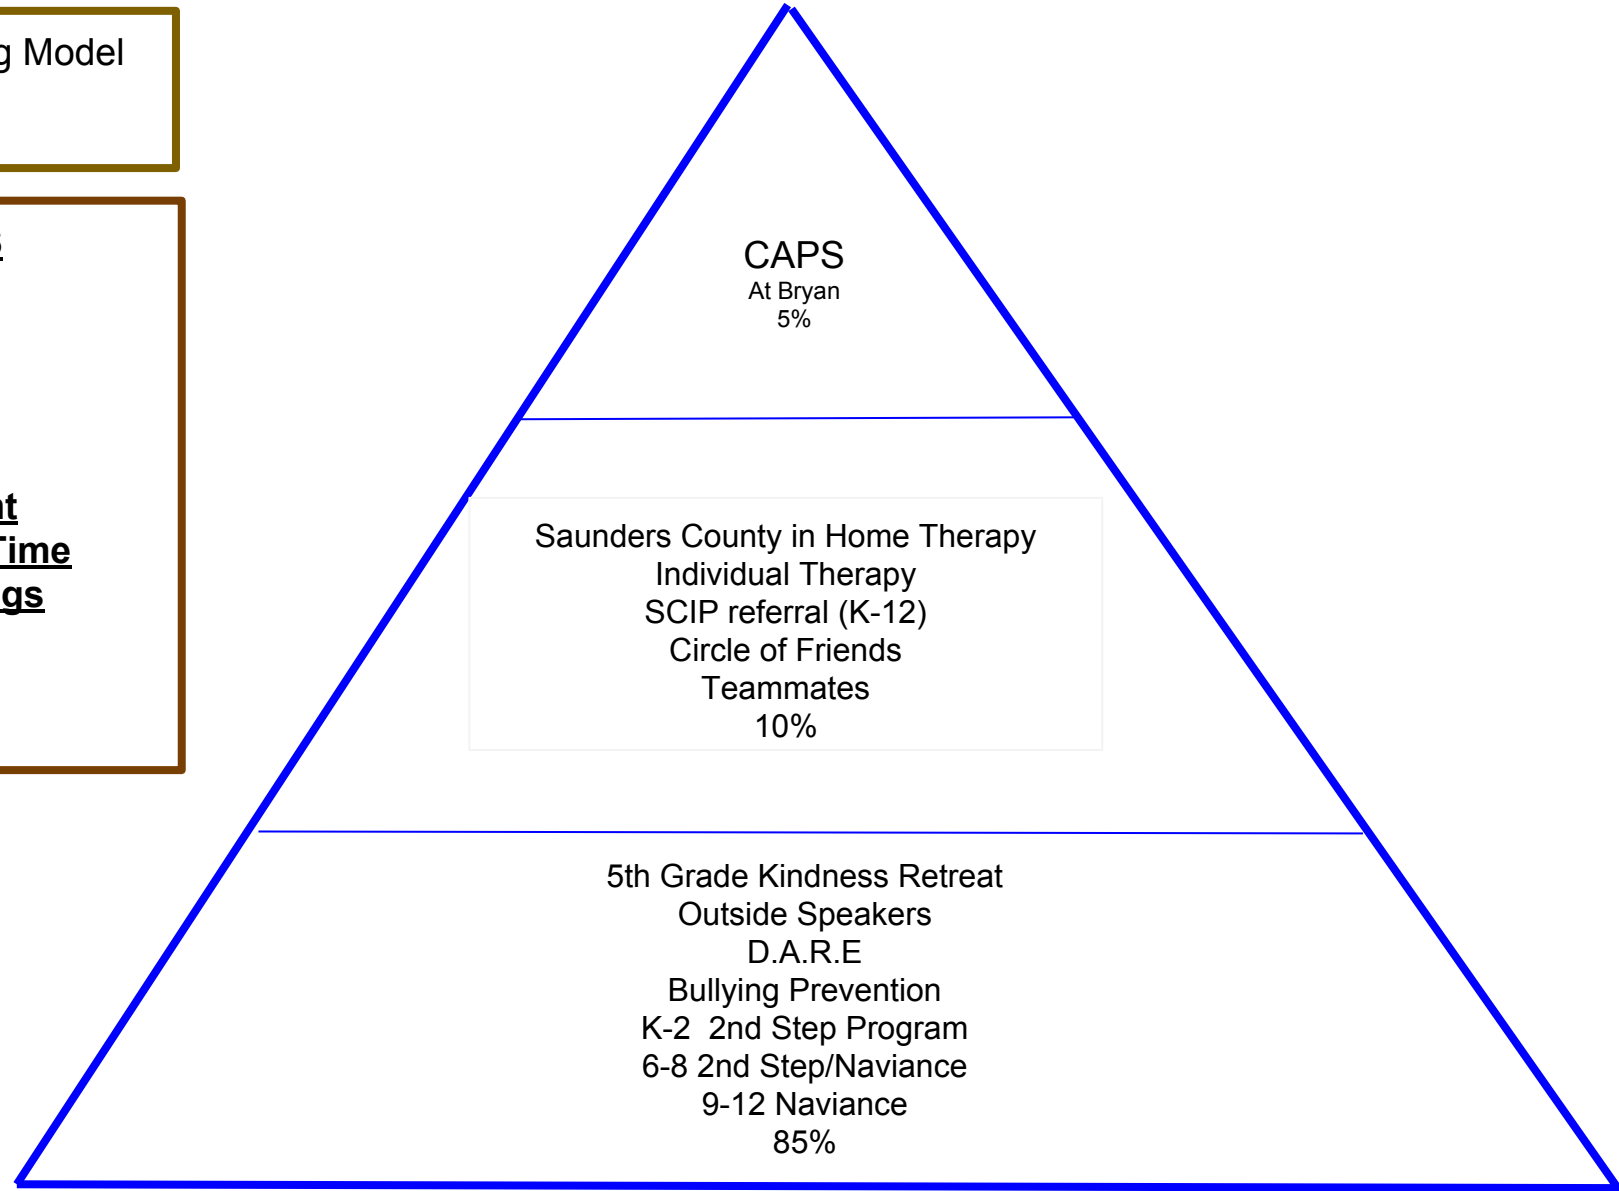 g Model
s
nt
Time
gs
CAPS
At Bryan
5%
Saunders County in Home Therapy
Individual Therapy
SCIP referral (K-12)
Circle of Friends
Teammates
10%
5th Grade Kindness Retreat
Outside Speakers
D.A.R.E
Bullying Prevention
K-2  2nd Step Program
6-8 2nd Step/Naviance
9-12 Naviance
85%